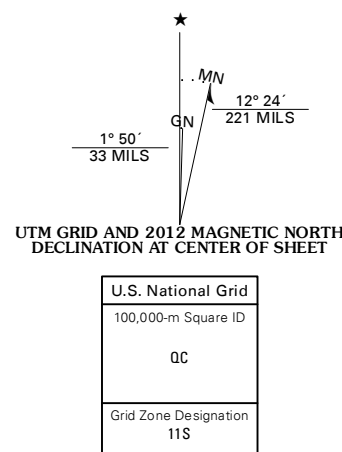 MN
GN
12° 24´
221 MILS
1° 50´
33 MILS
UTM GRID AND 2012 MAGNETIC NORTH
DECLINATION AT CENTER OF SHEET
U.S. National Grid
100,000-m Square ID
QC
Grid Zone Designation
11S